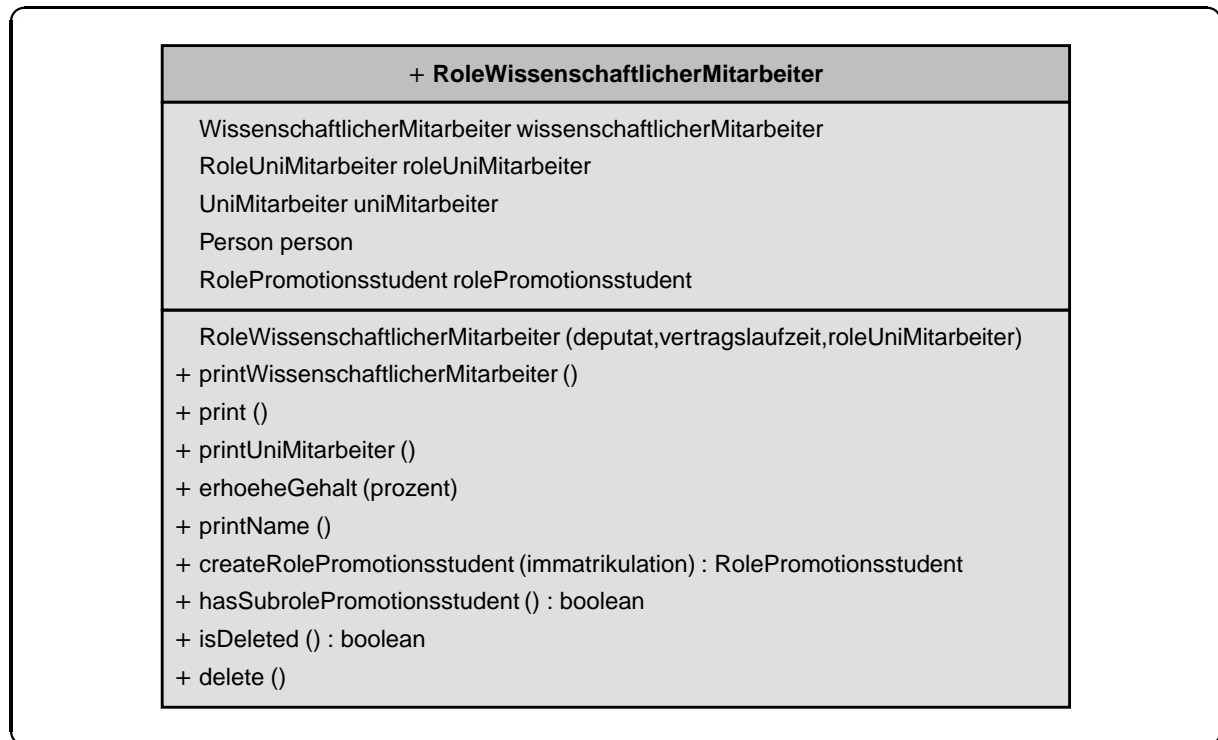 + RoleWissenschaftlicherMitarbeiter
WissenschaftlicherMitarbeiter wissenschaftlicherMitarbeiter
RoleUniMitarbeiter roleUniMitarbeiter
UniMitarbeiter uniMitarbeiter
Person person
RolePromotionsstudent rolePromotionsstudent
RoleWissenschaftlicherMitarbeiter (deputat,vertragslaufzeit,roleUniMitarbeiter)
+ printWissenschaftlicherMitarbeiter ()
+ print ()
+ printUniMitarbeiter ()
+ erhoeheGehalt (prozent)
+ printName ()
+ createRolePromotionsstudent (immatrikulation) : RolePromotionsstudent
+ hasSubrolePromotionsstudent () : boolean
+ isDeleted () : boolean
+ delete ()